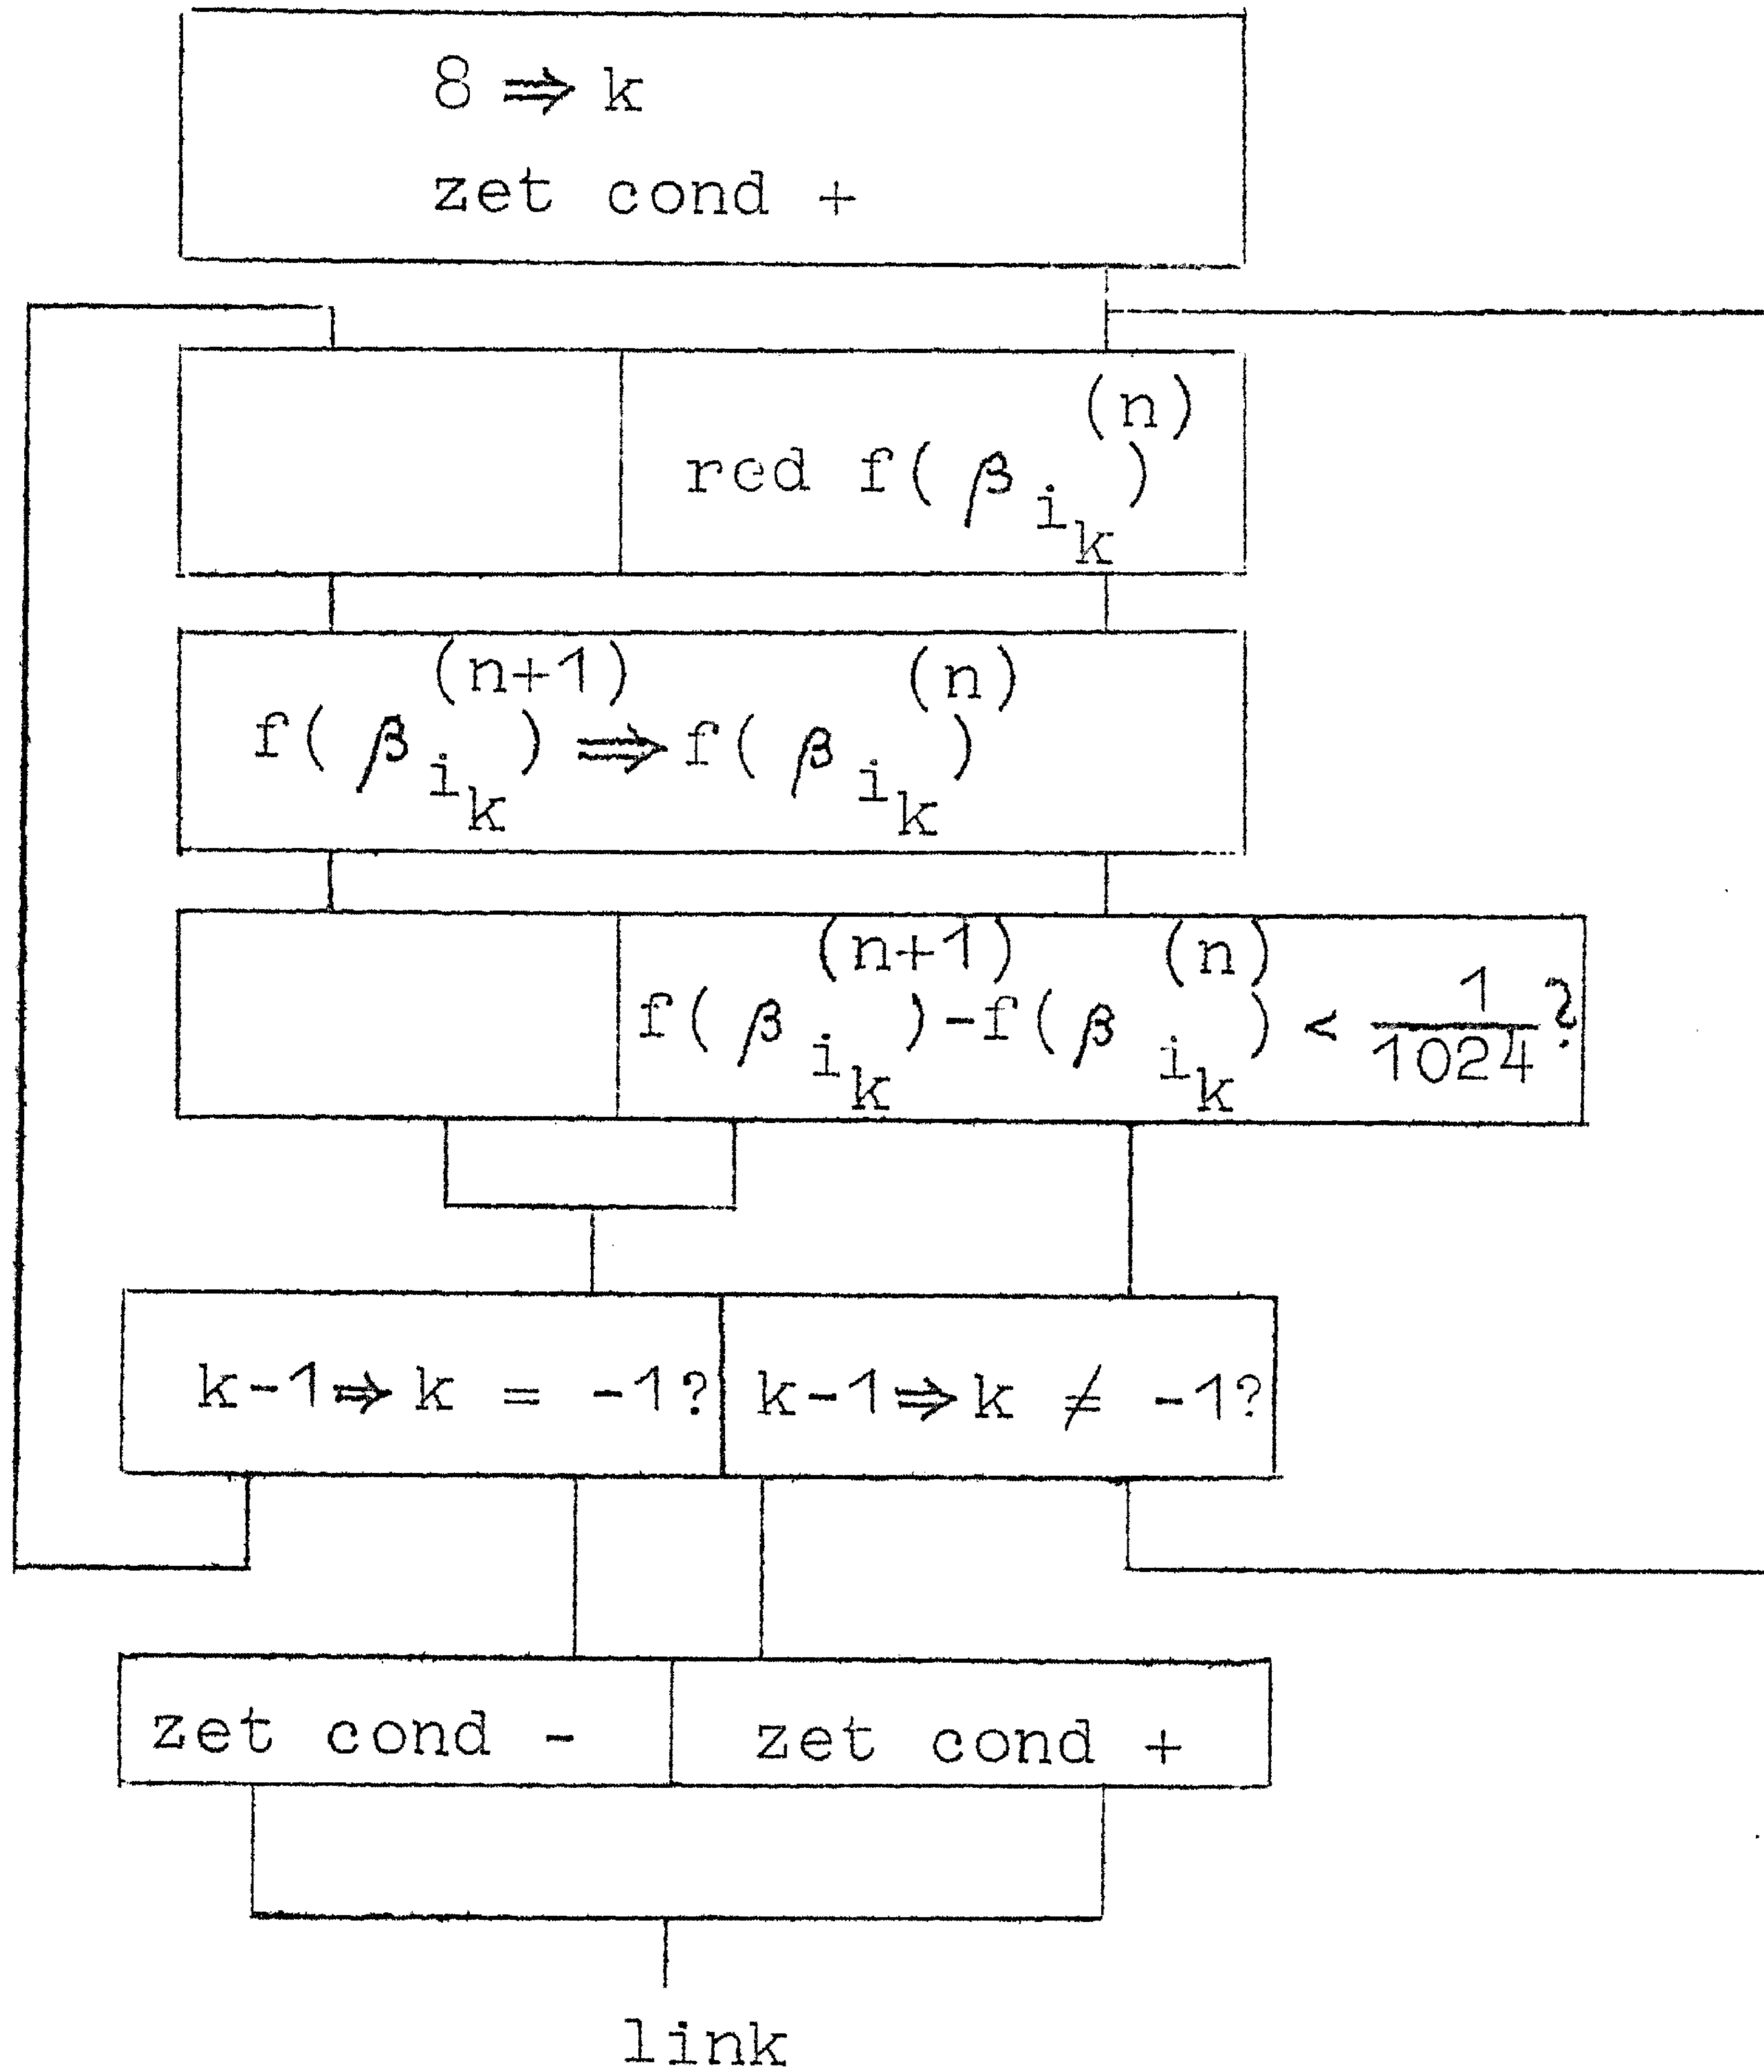 8 ⇒ k
zet cond +
red f( β_{i_k}^{(n)} )
f( β_{i_k}^{(n+1)} ) ⇒ f( β_{i_k}^{(n)} )
f( β_{i_k}^{(n+1)} ) - f( β_{i_k}^{(n)} ) < \frac{1}{1024} ?
k-1 ⇒ k = -1?
k-1 ⇒ k ≠ -1?
zet cond -
zet cond +
link